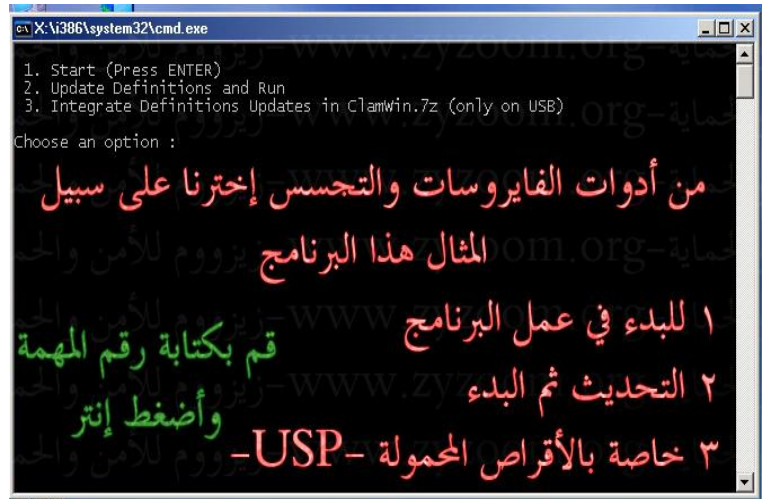 X:\i386\system32\cmd.exe
1. Start (Press ENTER)
2. Update Definitions and Run
3. Integrate Definitions Updates in ClamWin.7z (only on USB)
Choose an option :
من أدوات الفايروسات والتجسس إخترنا على سبيل
المثال هذا البرنامج
١ للبدء في عمل البرنامج
٢ التحديث ثم البدء
٣ خاصة بالأقراص المحمولة -USP-
قم بكتابة رقم المهمة
وأضغط إنتر